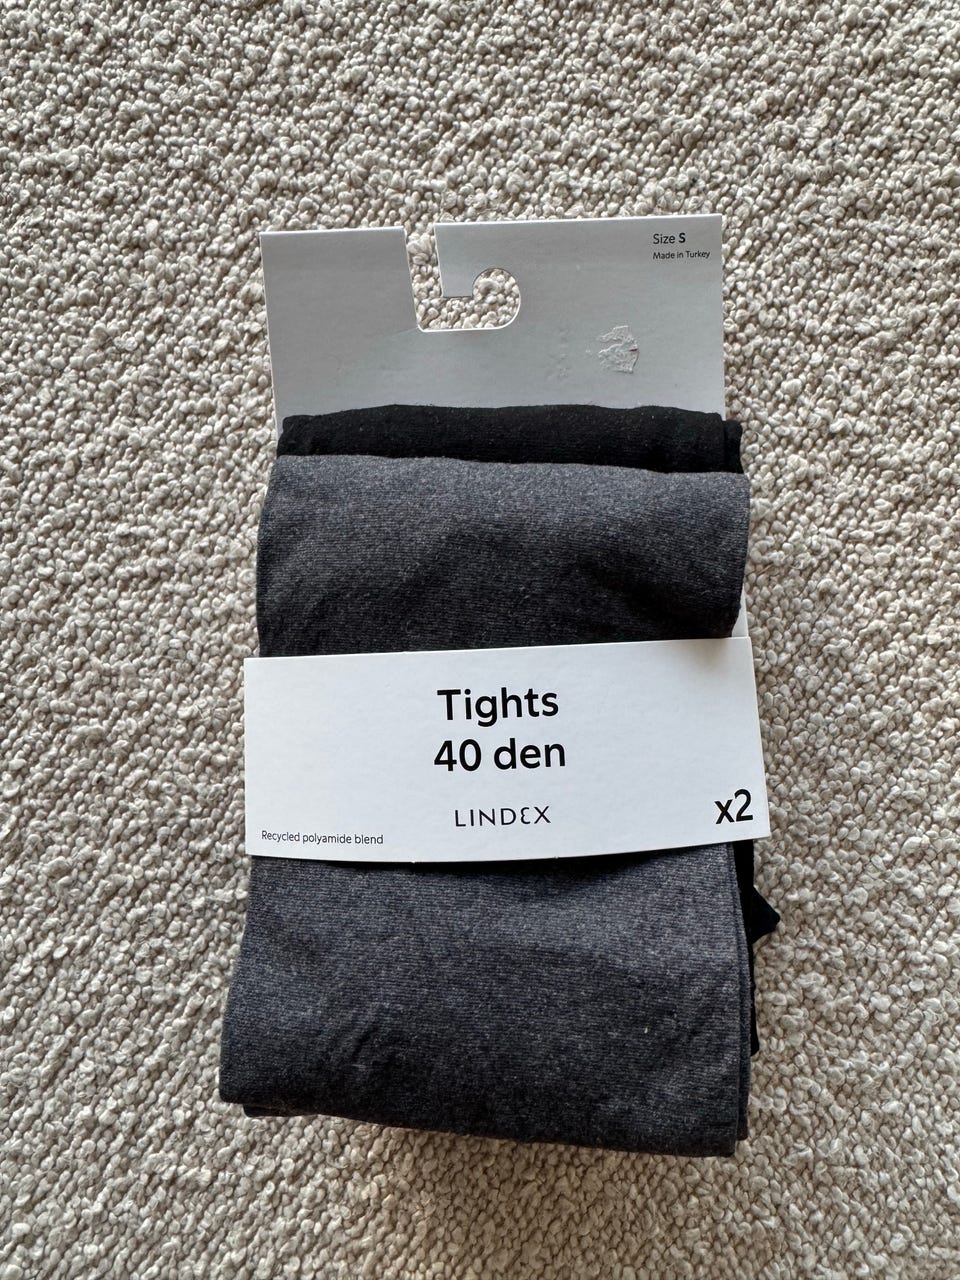 Size S
Made in Turkey
Tights
40 den
LINDEX
x2
Recycled polyamide blend